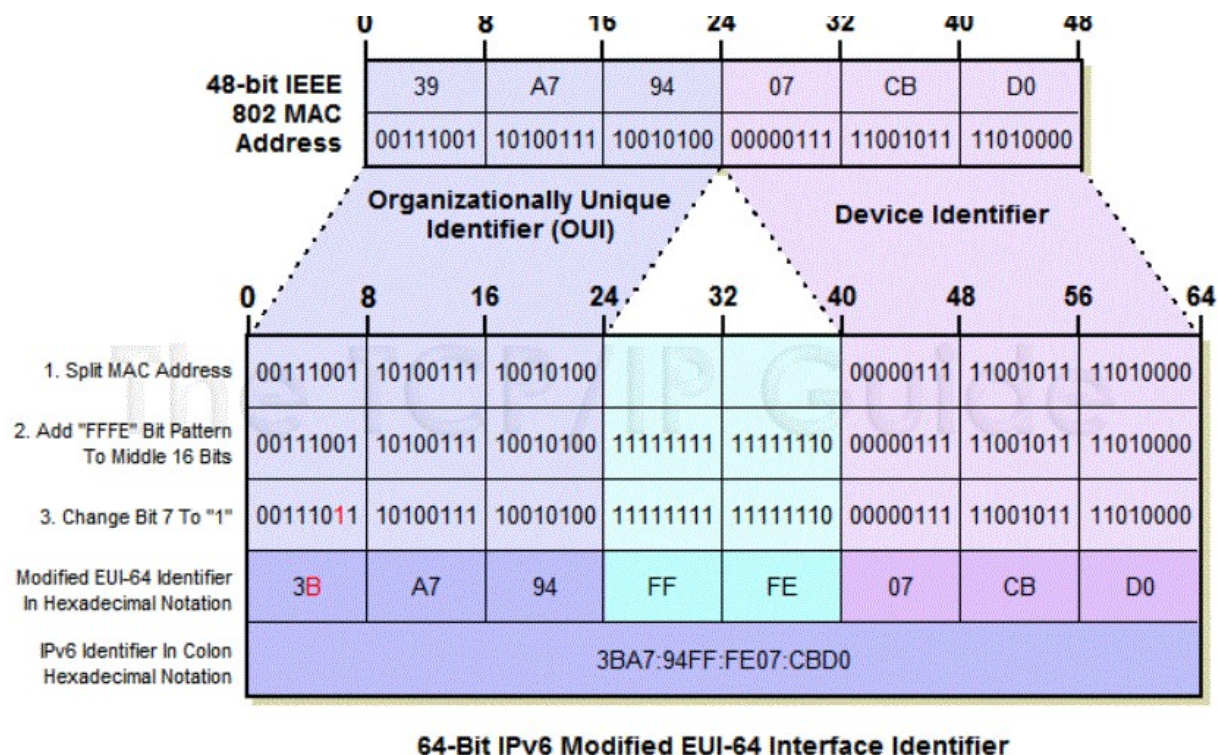 0 8 16 24 32 40 48
48-bit IEEE
802 MAC
Address
39 A7 94 07 CB D0
00111001 10100111 10010100 00000111 11001011 11010000
Organizationally Unique
Identifier (OUI)
Device Identifier
0 8 16 24 32 40 48 56 64
The TCP/IP Guide
1. Split MAC Address
00111001 10100111 10010100 00000111 11001011 11010000
2. Add "FFFE" Bit Pattern
To Middle 16 Bits
00111001 10100111 10010100 11111111 11111110 00000111 11001011 11010000
3. Change Bit 7 To "1"
00111011 10100111 10010100 11111111 11111110 00000111 11001011 11010000
Modified EUI-64 Identifier
In Hexadecimal Notation
3B A7 94 FF FE 07 CB D0
IPv6 Identifier In Colon
Hexadecimal Notation
3BA7:94FF:FE07:CBD0
64-Bit IPv6 Modified EUI-64 Interface Identifier